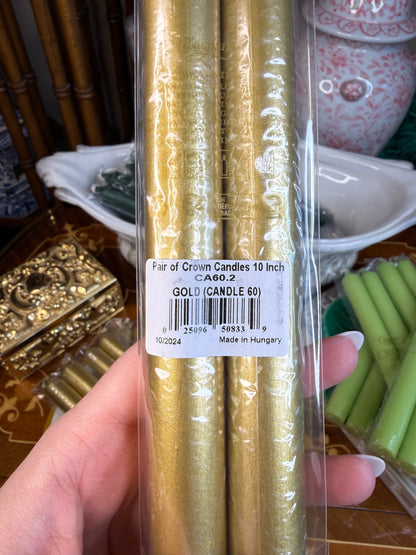 Pair of Crown Candles 10 Inch
CA60.2
GOLD (CANDLE 60)
0 25096 50833 9
10/2024 Made in Hungary